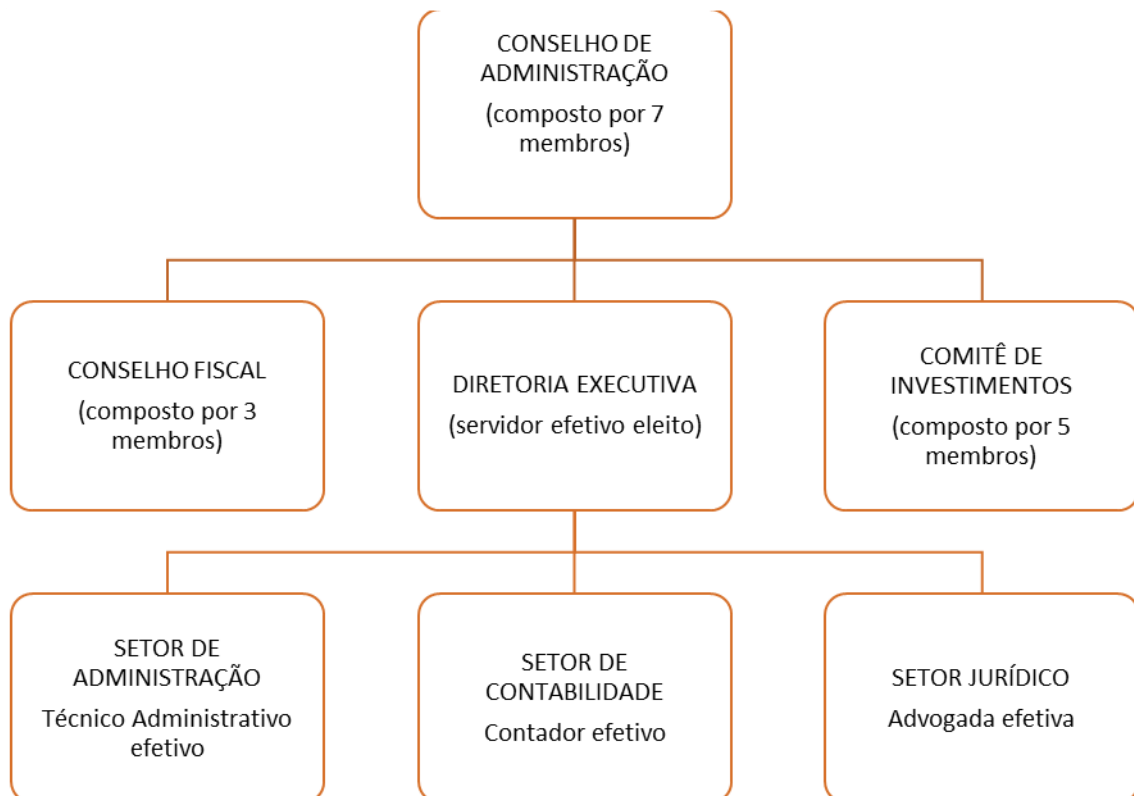 CONSELHO DE
ADMINISTRAÇÃO
(composto por 7
membros)
CONSELHO FISCAL
(composto por 3
membros)
DIRETORIA EXECUTIVA
(servidor efetivo eleito)
COMITÊ DE
INVESTIMENTOS
(composto por 5
membros)
SETOR DE
ADMINISTRAÇÃO
Técnico Administrativo
efetivo
SETOR DE
CONTABILIDADE
Contador efetivo
SETOR JURÍDICO
Advogada efetiva